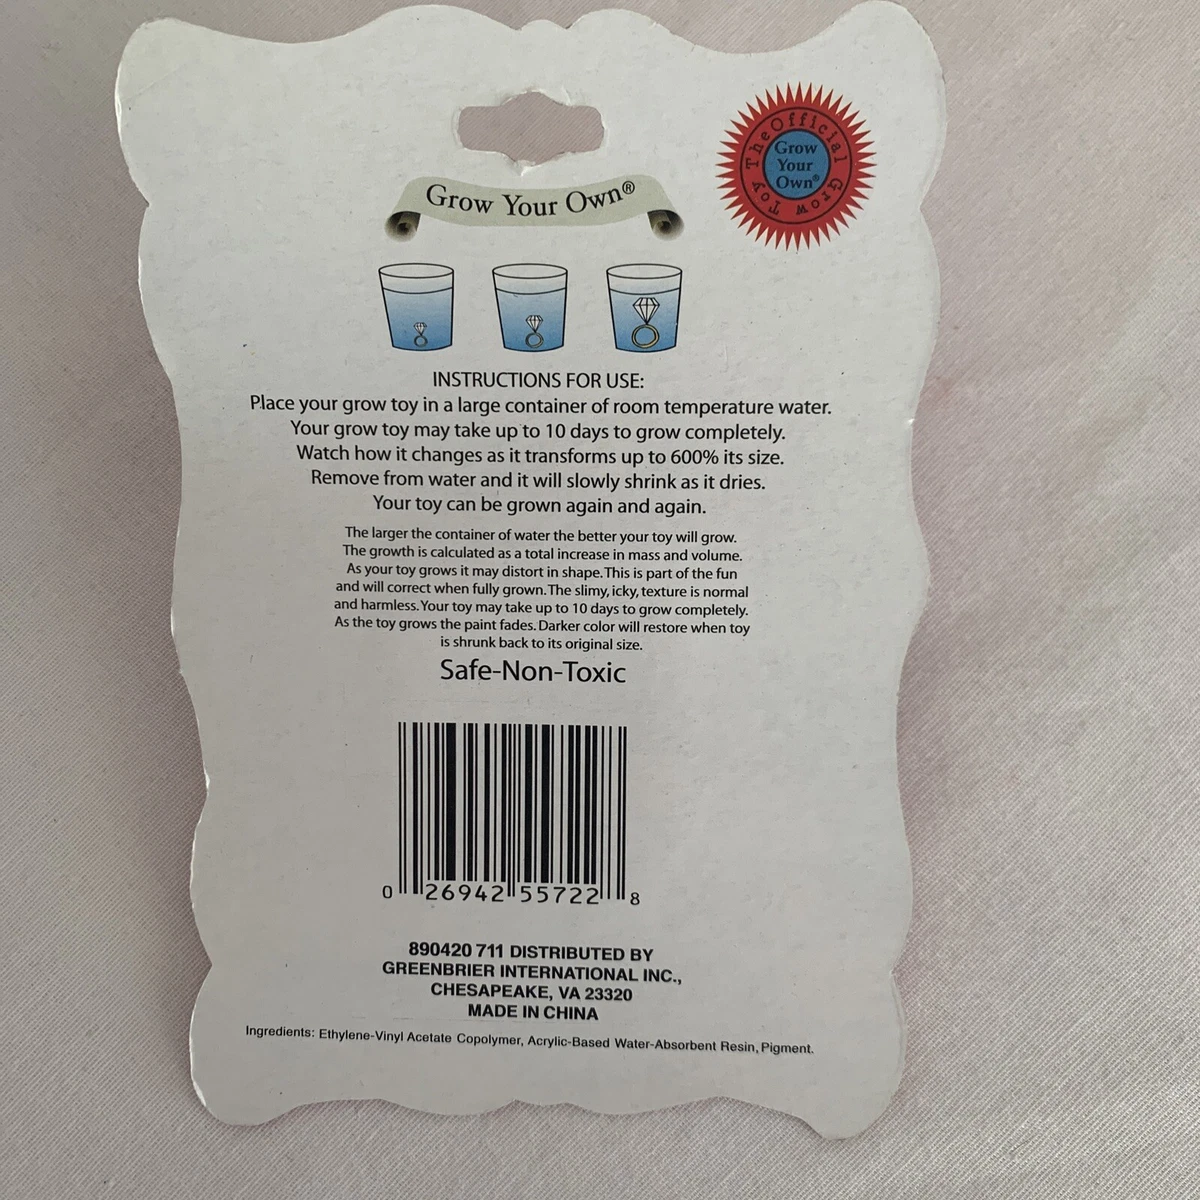 Grow Your Own®
The Official Grow Toy
Grow
Your
Own®
INSTRUCTIONS FOR USE:
Place your grow toy in a large container of room temperature water.
Your grow toy may take up to 10 days to grow completely.
Watch how it changes as it transforms up to 600% its size.
Remove from water and it will slowly shrink as it dries.
Your toy can be grown again and again.
The larger the container of water the better your toy will grow.
The growth is calculated as a total increase in mass and volume.
As your toy grows it may distort in shape. This is part of the fun
and will correct when fully grown. The slimy, icky, texture is normal
and harmless. Your toy may take up to 10 days to grow completely.
As the toy grows the paint fades. Darker color will restore when toy
is shrunk back to its original size.
Safe-Non-Toxic
0 26942 55722 8
890420 711 DISTRIBUTED BY
GREENBRIER INTERNATIONAL INC.,
CHESAPEAKE, VA 23320
MADE IN CHINA
Ingredients: Ethylene-Vinyl Acetate Copolymer, Acrylic-Based Water-Absorbent Resin, Pigment.